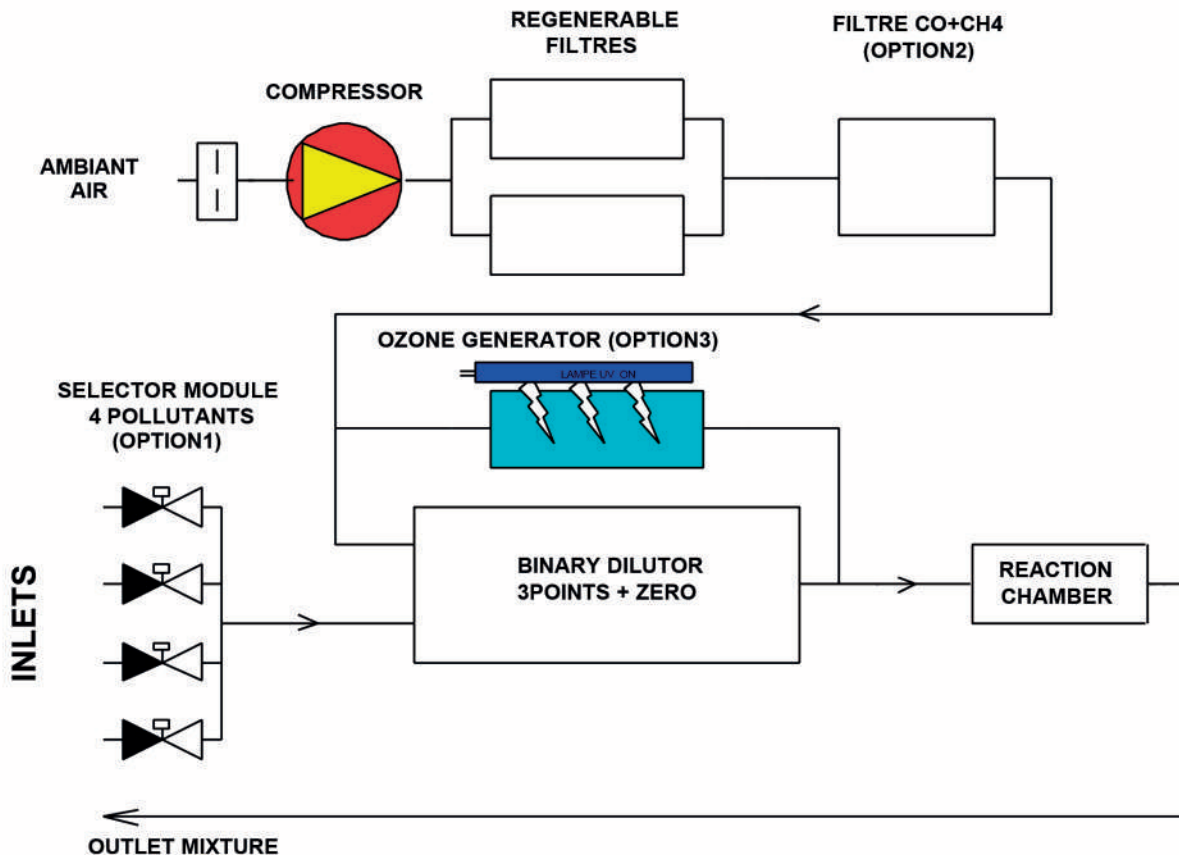 REGENERABLE
FILTRES
FILTRE CO+CH4
(OPTION2)
COMPRESSOR
AMBIANT
AIR
OZONE GENERATOR (OPTION3)
LAMPE UV ON
SELECTOR MODULE
4 POLLUTANTS
(OPTION1)
INLETS
BINARY DILUTOR
3POINTS + ZERO
REACTION
CHAMBER
OUTLET MIXTURE